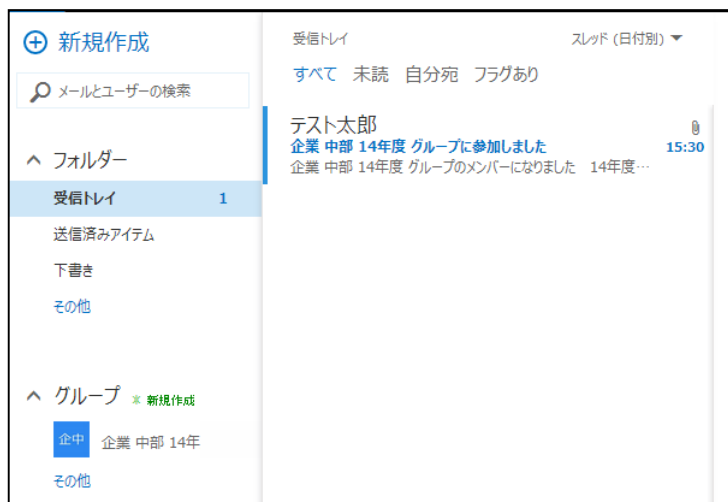 新規作成
メールとユーザーの検索
フォルダー
受信トレイ 1
送信済みアイテム
下書き
その他
グループ 新規作成
企中 企業 中部 14年
その他
受信トレイ スレッド (日付別)
すべて 未読 自分宛 フラグあり
テスト太郎
企業 中部 14年度 グループに参加しました 15:30
企業 中部 14年度 グループのメンバーになりました 14年度…